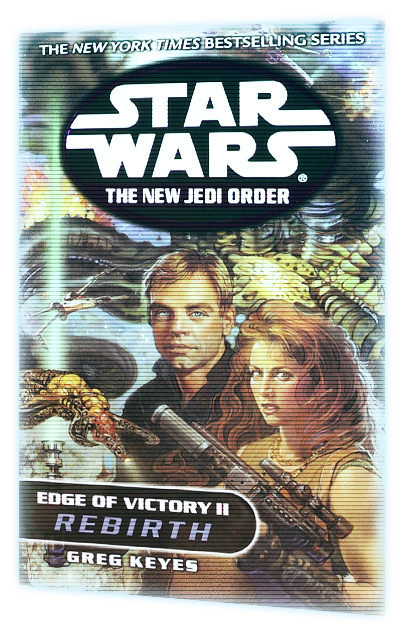 THE NEW YORK TIMES BESTSELLING SERIES
STAR
WARS®
THE NEW JEDI ORDER
EDGE OF VICTORY II
REBIRTH
GREG KEYES